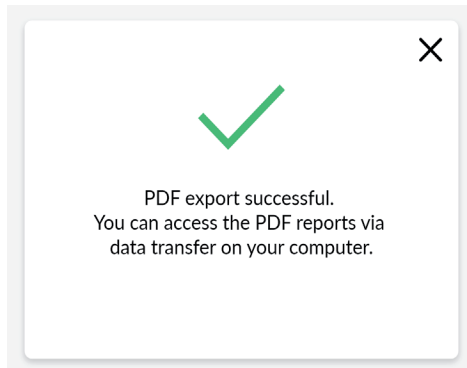 PDF export successful.
You can access the PDF reports via
data transfer on your computer.